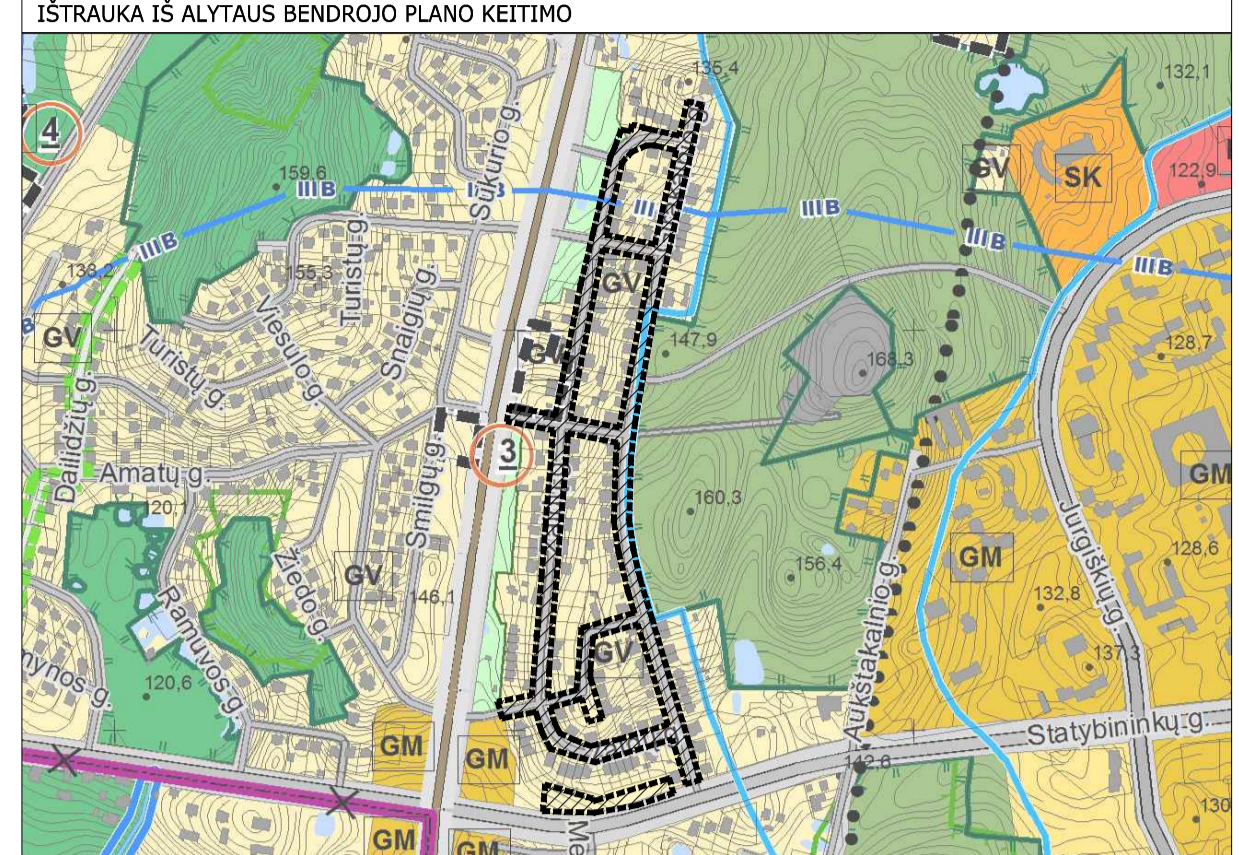 IŠTRAUKA IŠ ALYTAUS BENDROJO PLANO KEITIMO
135,4
132,1
4
Sūkurio g.
GV
SK
122,9
159,6
III B
III
III B
III B
III B
III B
133,2
155,3
Turistų g.
GV
GV
Viesulo g.
Snaigių g.
Turistų g.
147,9
168,3
128,7
Dailidžių g.
3
Amatų g.
120,1
Smilgų g.
160,3
GM
Jurgiškių g.
128,6
GM
156,4
Žiedo g.
GV
146,1
132,8
Aukštakalnio g.
Ramuvos g.
GV
137,3
mynos g.
120,6
GM
GM
Statybininkų g.
142,6
130
GM
GM
Me